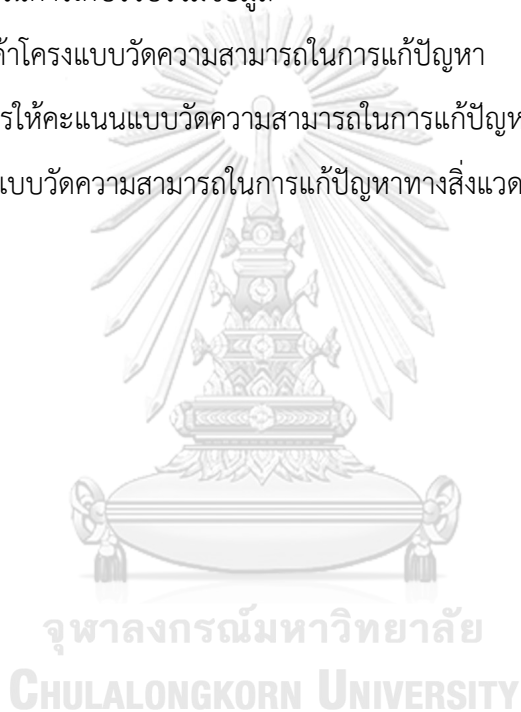 ค้าโครงแบบวัดความสามารถในการแก้ปัญหา
รให้คะแนนแบบวัดความสามารถในการแก้ปัญห
แบบวัดความสามารถในการแก้ปัญหาทางสิ่งแวด
จุฬาลงกรณ์มหาวิทยาลัย
CHULALONGKORN UNIVERSITY